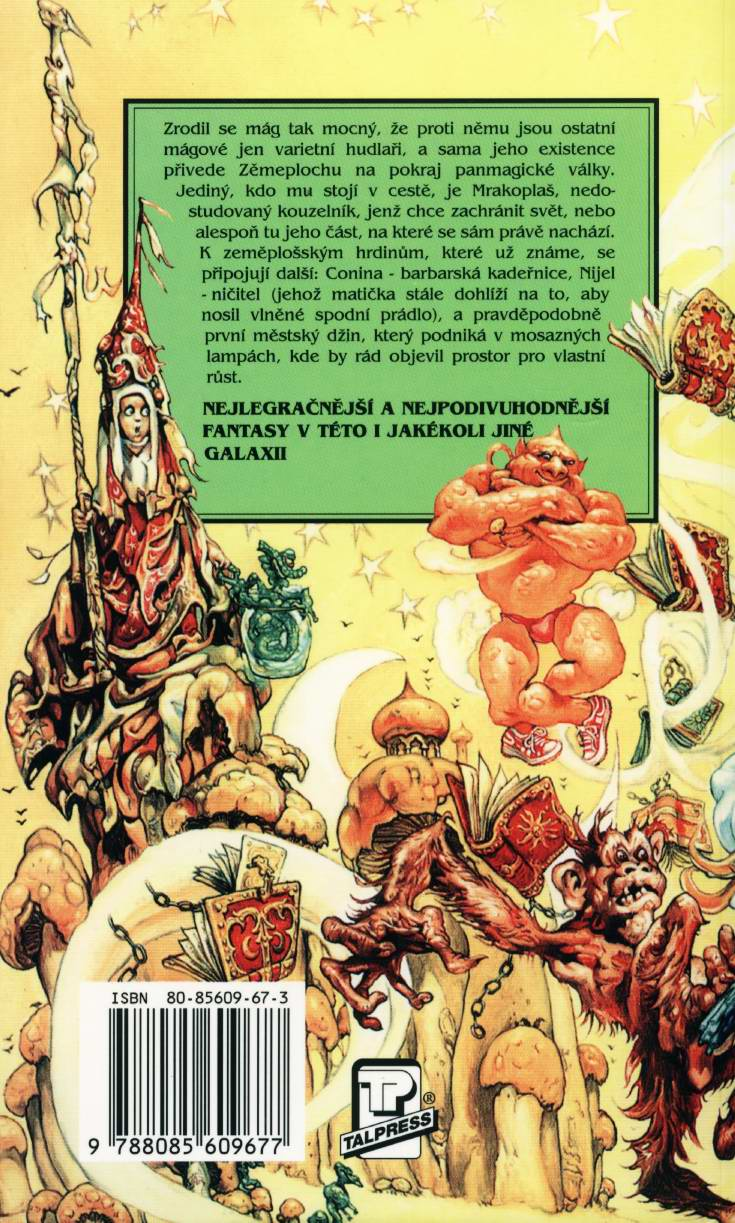 Zrodil se mág tak mocný, že proti němu jsou ostatní
mágové jen varietní hudlaři, a sama jeho existence
přivede Zěmeplochu na pokraj panmagické války.
Jediný, kdo mu stojí v cestě, je Mrakoplaš, nedo-
studovaný kouzelník, jenž chce zachránit svět, nebo
alespoň tu jeho část, na které se sám právě nachází.
K zeměplošským hrdinům, které už známe, se
připojují další: Conina - barbarská kadeřnice, Nijel
- ničitel (jehož matička stále dohlíží na to, aby
nosil vlněné spodní prádlo), a pravděpodobně
první městský džin, který podniká v mosazných
lampách, kde by rád objevil prostor pro vlastní
růst.
NEJLEGRAČNĚJŠÍ A NEJPODIVUHODNĚJŠÍ
FANTASY V TÉTO I JAKÉKOLI JINÉ
GALAXII
ISBN 80-85609-67-3
9 788085 609677
TP
TALPRESS ®